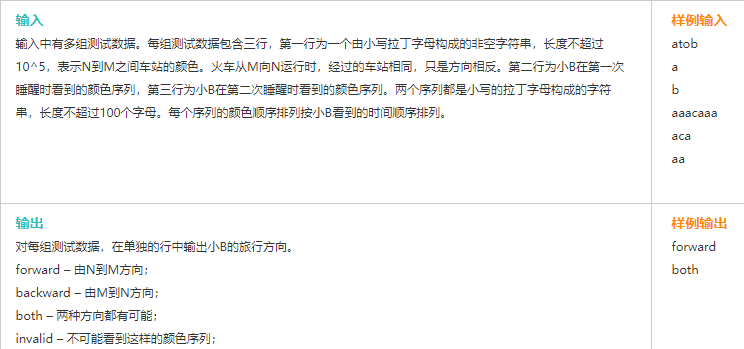 输入
输入中有多组测试数据。每组测试数据包含三行，第一行为一个由小写拉丁字母构成的非空字符串，长度不超过
10^5，表示N到M之间车站的颜色。火车从M向N运行时，经过的车站相同，只是方向相反。第二行为小B在第一次
睡醒时看到的颜色序列，第三行为小B在第二次睡醒时看到的颜色序列。两个序列都是小写的拉丁字母构成的字符
串，长度不超过100个字母。每个序列的颜色顺序排列按小B看到的时间顺序排列。
样例输入
atob
a
b
aaacaaa
aca
aa
输出
对每组测试数据，在单独的行中输出小B的旅行方向。
forward – 由N到M方向；
backward – 由M到N方向；
both – 两种方向都有可能；
invalid – 不可能看到这样的颜色序列；
样例输出
forward
both